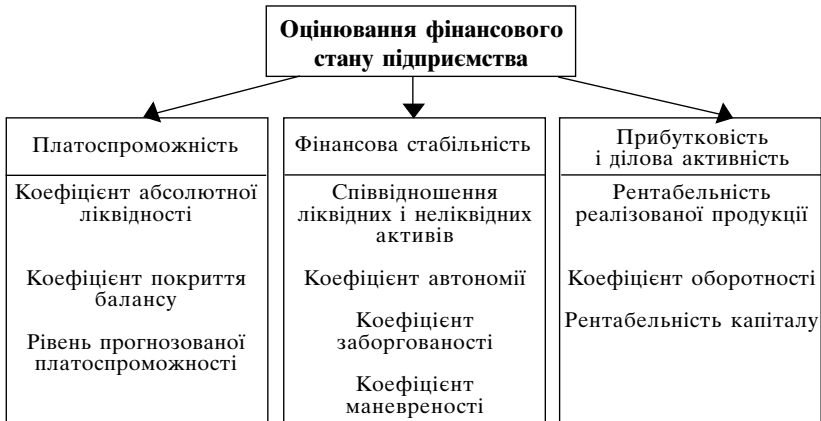 Оцінювання фінансового
стану підприємства
Платоспроможність
Коефіцієнт абсолютної
ліквідності
Коефіцієнт покриття
балансу
Рівень прогнозованої
платоспроможності
Фінансова стабільність
Співвідношення
ліквідних і неліквідних
активів
Коефіцієнт автономії
Коефіцієнт
заборгованості
Коефіцієнт
маневреності
Прибутковість
і ділова активність
Рентабельність
реалізованої продукції
Коефіцієнт оборотності
Рентабельність капіталу